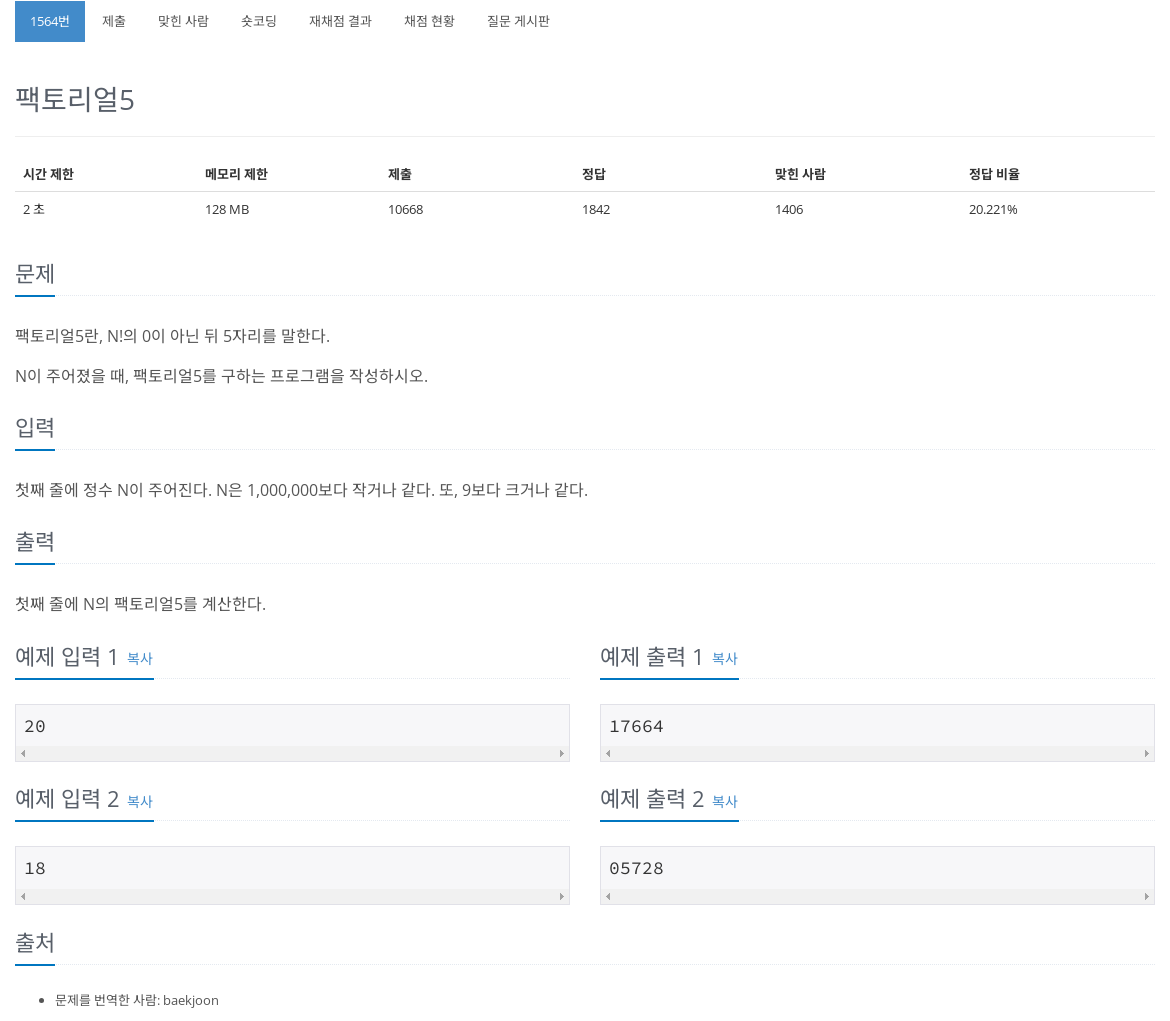 1564번 제출 맞힌 사람 숏코딩 재채점 결과 채점 현황 질문 게시판
팩토리얼5
시간 제한 메모리 제한 제출 정답 맞힌 사람 정답 비율
2 초 128 MB 10668 1842 1406 20.221%
문제
팩토리얼5란, N!의 0이 아닌 뒤 5자리를 말한다.
N이 주어졌을 때, 팩토리얼5를 구하는 프로그램을 작성하시오.
입력
첫째 줄에 정수 N이 주어진다. N은 1,000,000보다 작거나 같다. 또, 9보다 크거나 같다.
출력
첫째 줄에 N의 팩토리얼5를 계산한다.
예제 입력 1 복사
20
예제 출력 1 복사
17664
예제 입력 2 복사
18
예제 출력 2 복사
05728
출처
문제를 번역한 사람: baekjoon